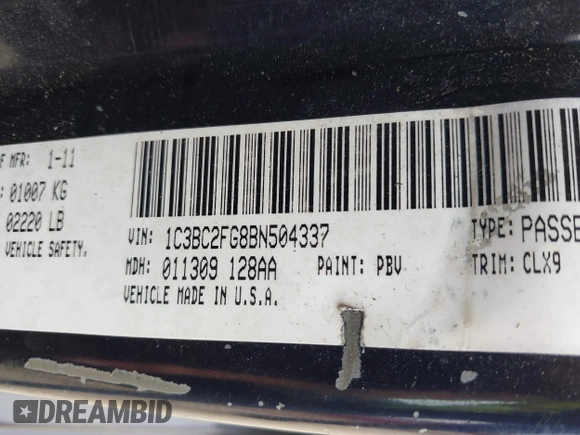 F MFR: 1-11
: 01007 KG
02220 LB
VEHICLE SAFETY.
VIN: 1C3BC2FG8BN504337
TYPE: PASSE
MDH: 011309 128AA
PAINT: PBV
TRIM: CLX9
VEHICLE MADE IN U.S.A.
DREAMBID